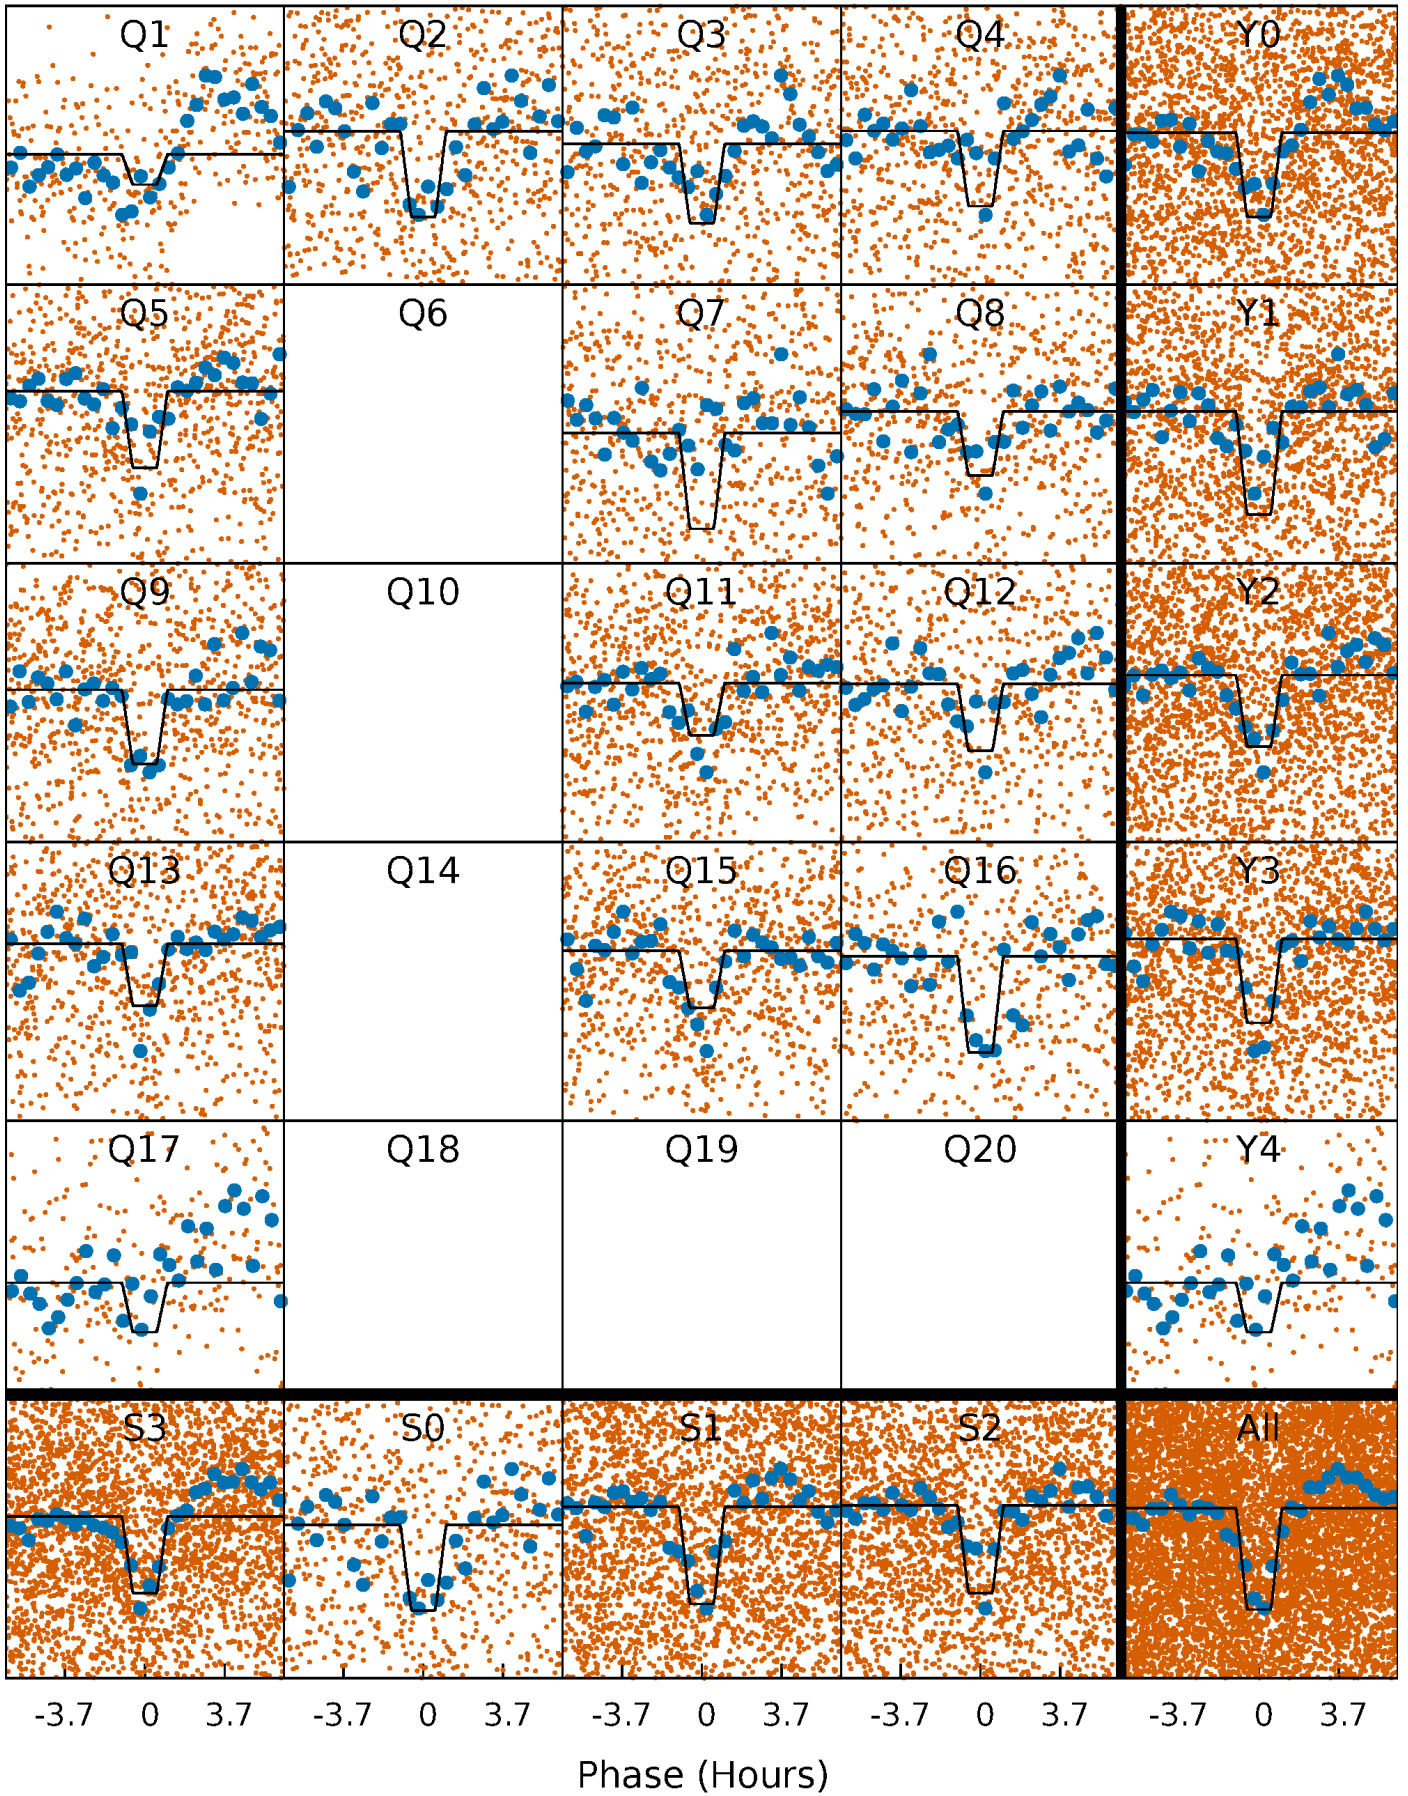 Q1 Q2 Q3 Q4 Y0
Q5 Q6 Q7 Q8 Y1
Q9 Q10 Q11 Q12 Y2
Q13 Q14 Q15 Q16 Y3
Q17 Q18 Q19 Q20 Y4
S3 S0 S1 S2 All
-3.7 0 3.7 -3.7 0 3.7 -3.7 0 3.7 -3.7 0 3.7 -3.7 0 3.7
Phase (Hours)